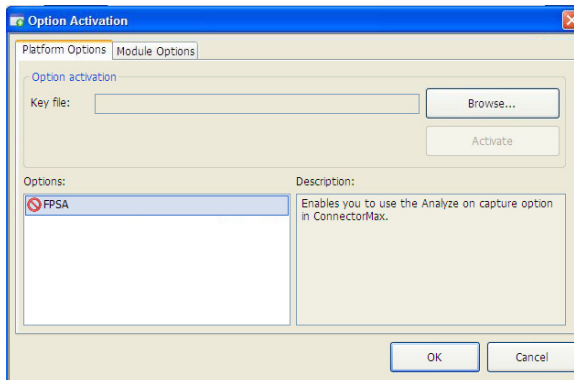 Option Activation
Platform Options Module Options
Option activation
Key file: Browse...
Activate
Options: Description:
FPSA Enables you to use the Analyze on capture option
in ConnectorMax.
OK Cancel